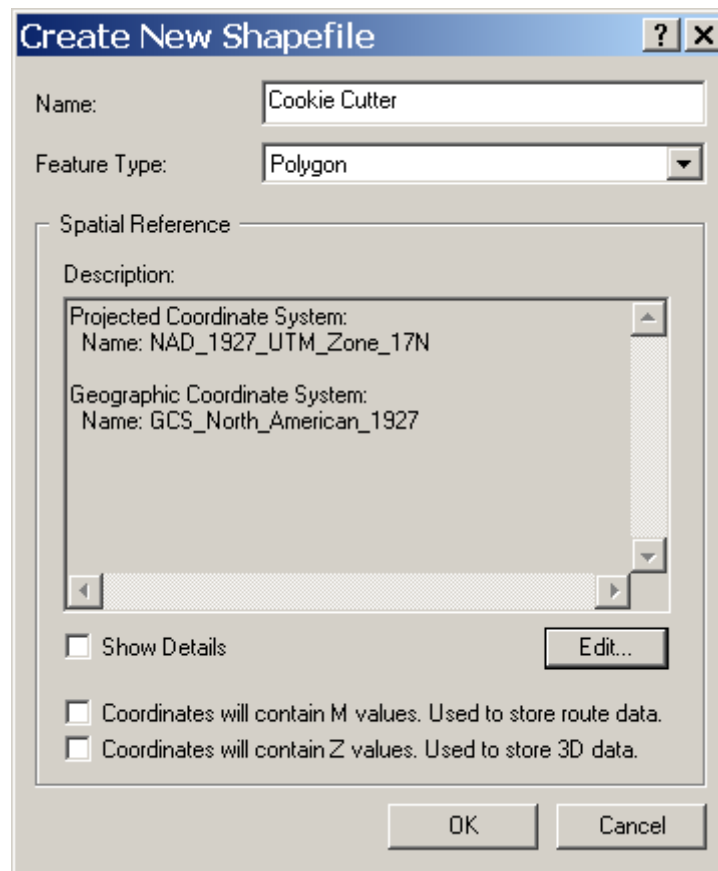 Create New Shapefile
Name:
Cookie Cutter
Feature Type:
Polygon
Spatial Reference
Description:
Projected Coordinate System:
Name: NAD_1927_UTM_Zone_17N
Geographic Coordinate System:
Name: GCS_North_American_1927
Show Details
Edit...
Coordinates will contain M values. Used to store route data.
Coordinates will contain Z values. Used to store 3D data.
OK
Cancel